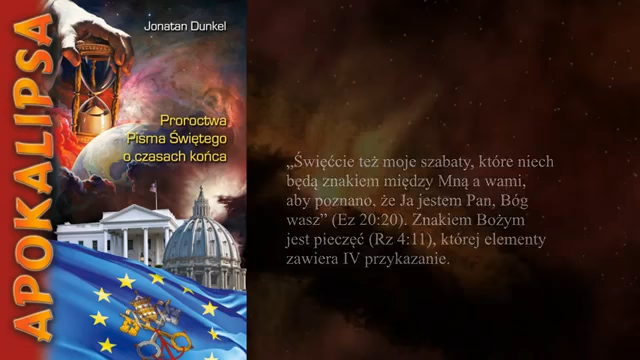 Jonatan Dunkel
APOKALIPSA
Proroctwa
Pisma Świętego
o czasach końca
„Święćcie też moje szabaty, które niech
będą znakiem między Mną a wami,
aby poznano, że Ja jestem Pan, Bóg
wasz” (Ez 20:20). Znakiem Bożym
jest pieczęć (Rz 4:11), której elementy
zawiera IV przykazanie.